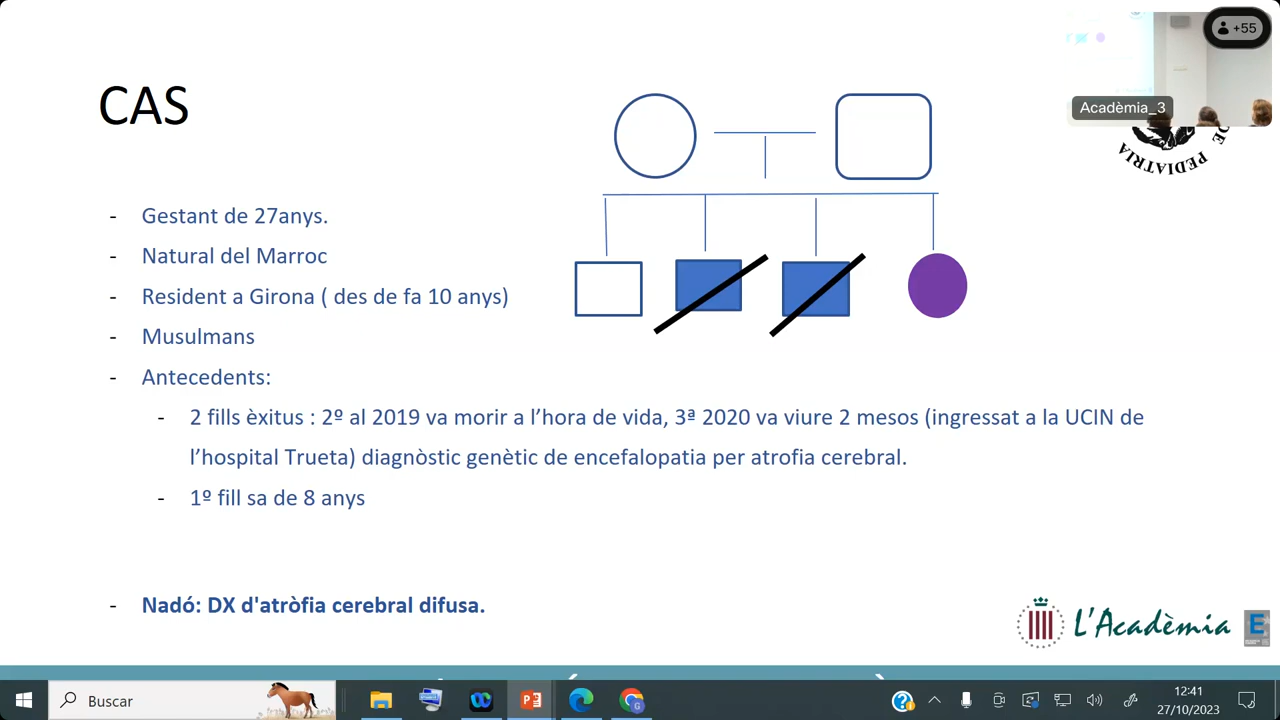 +55
Acadèmia_3
DE PEDIATRIA
CAS
- Gestant de 27anys.
- Natural del Marroc
- Resident a Girona ( des de fa 10 anys)
- Musulmans
- Antecedents:
- 2 fills èxitus : 2º al 2019 va morir a l’hora de vida, 3ª 2020 va viure 2 mesos (ingressat a la UCIN de
l’hospital Trueta) diagnòstic genètic de encefalopatia per atrofia cerebral.
- 1º fill sa de 8 anys
- Nadó: DX d'atròfia cerebral difusa.
L'Acadèmia
E
Buscar
12:41
27/10/2023